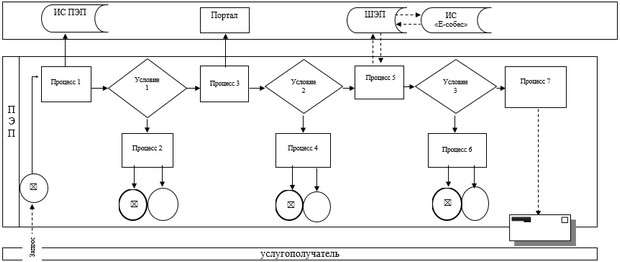 ИС ПЭП
Портал
ШЭП
ИС
«Е-собес»
ПЭП
Процесс 1
Условие
1
Процесс 3
Условие
2
Процесс 5
Условие
3
Процесс 7
Процесс 2
Процесс 4
Процесс 6
Запрос
услугополучатель